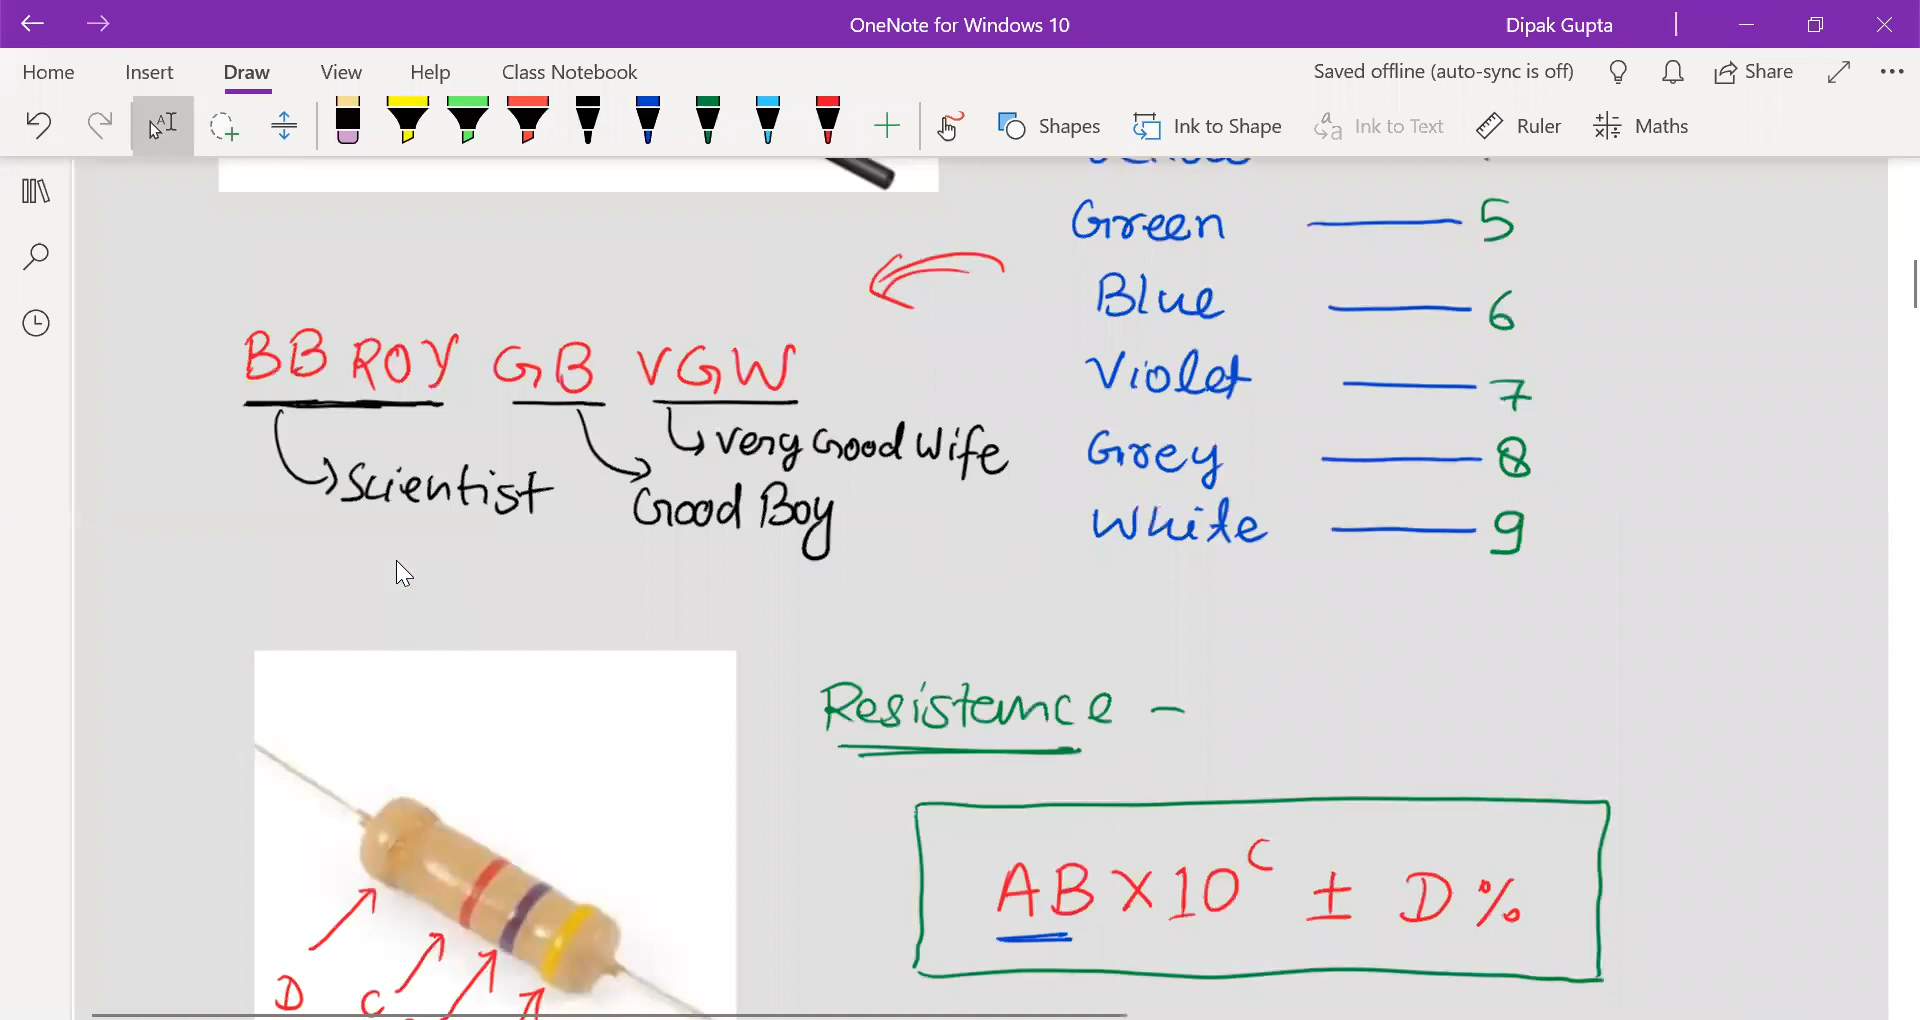 OneNote for Windows 10
Dipak Gupta
Home Insert Draw View Help Class Notebook
Saved offline (auto-sync is off) Share
Shapes Ink to Shape Ink to Text Ruler Maths
Green — 5
Blue — 6
BB ROY GB VGW
Violet — 7
Very Good Wife
Grey — 8
Scientist
Good Boy
White — 9
Resistance -
AB X 10^C ± D %
D
C